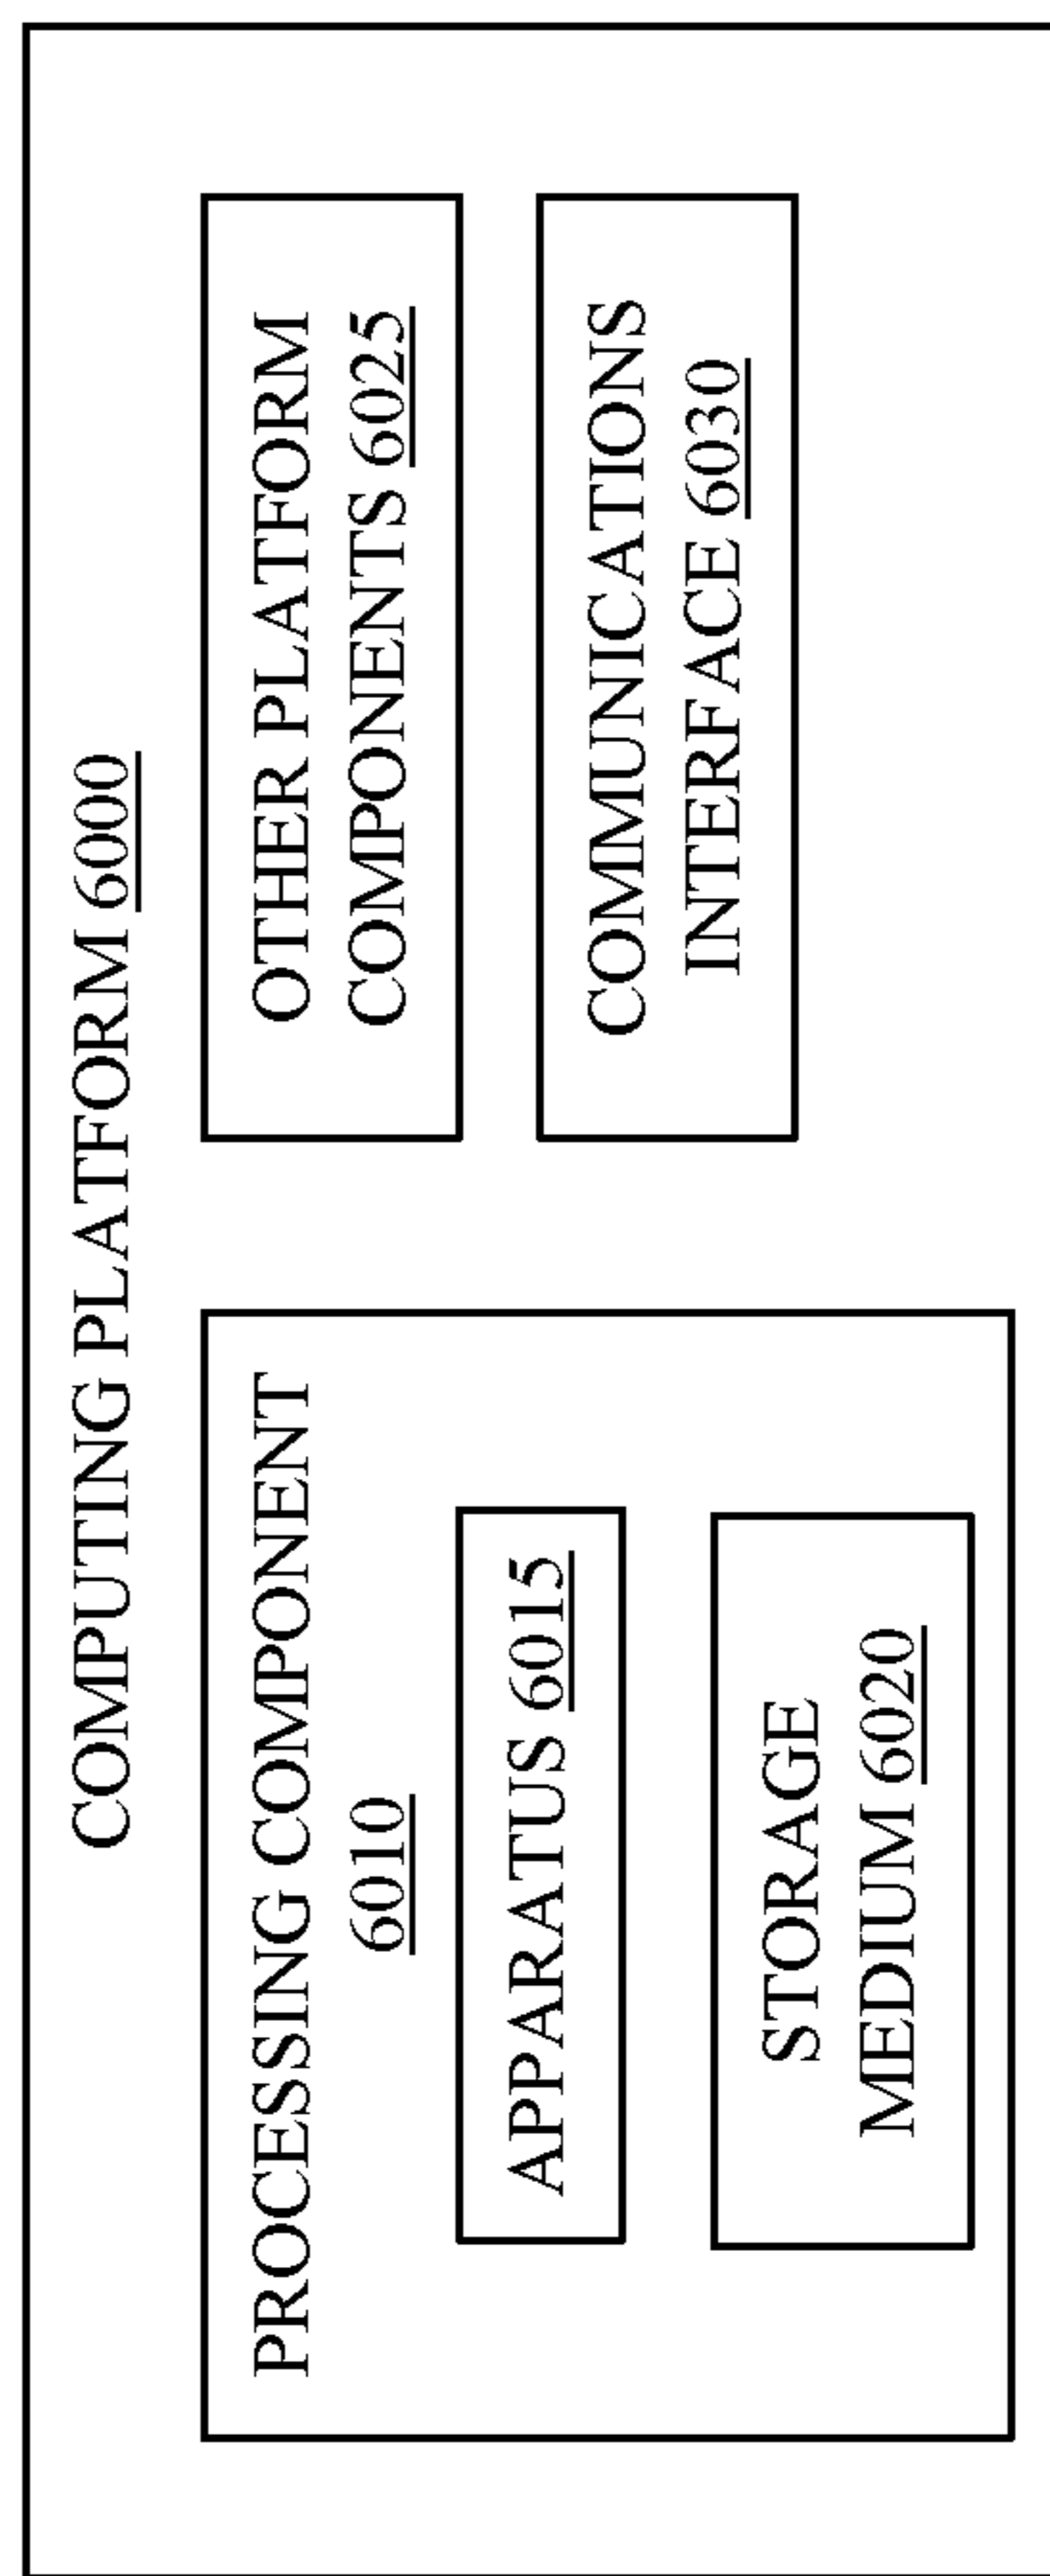 COMPUTING PLATFORM 6000
PROCESSING COMPONENT
6010
APPARATUS 6015
STORAGE
MEDIUM 6020
OTHER PLATFORM
COMPONENTS 6025
COMMUNICATIONS
INTERFACE 6030